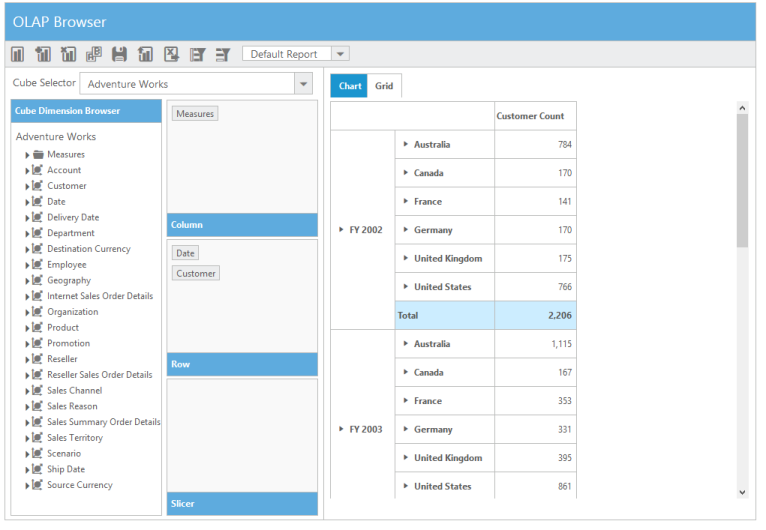 OLAP Browser
Default Report
Cube Selector
Adventure Works
Cube Dimension Browser
Adventure Works
Measures
Account
Customer
Date
Delivery Date
Department
Destination Currency
Employee
Geography
Internet Sales Order Details
Organization
Product
Promotion
Reseller
Reseller Sales Order Details
Sales Channel
Sales Reason
Sales Summary Order Details
Sales Territory
Scenario
Ship Date
Source Currency
Measures
Column
Date
Customer
Row
Slicer
Chart Grid
Customer Count
FY 2002
Australia 784
Canada 170
France 141
Germany 170
United Kingdom 175
United States 766
Total 2,206
FY 2003
Australia 1,115
Canada 167
France 353
Germany 331
United Kingdom 395
United States 861